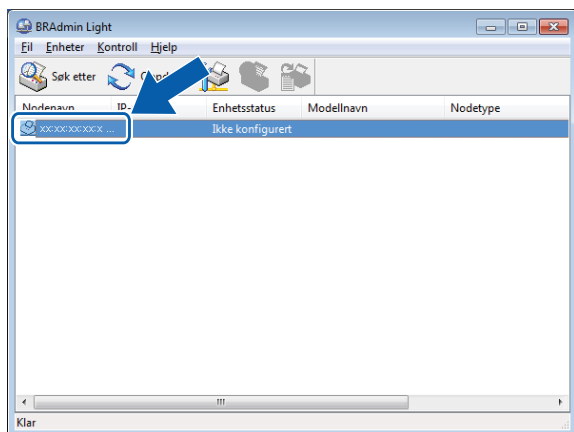 BRAdmin Light
Fil Enheter Kontroll Hjelp
Søk etter
Nodenavn IP- Enhetsstatus Modellnavn Nodetype
xx:xx:xx:xx:x ... Ikke konfigurert
Klar